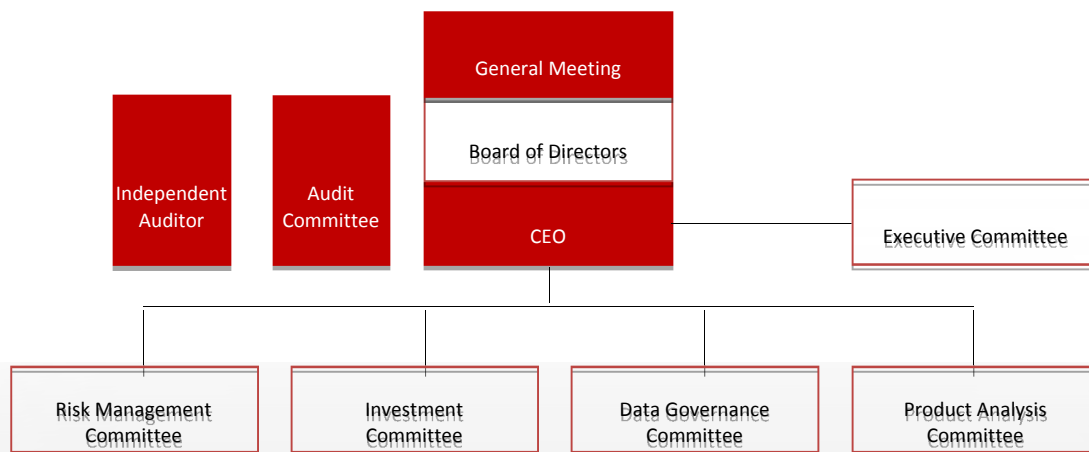 General Meeting
Board of Directors
Independent
Auditor
Audit
Committee
CEO
Executive Committee
Risk Management
Committee
Investment
Committee
Data Governance
Committee
Product Analysis
Committee